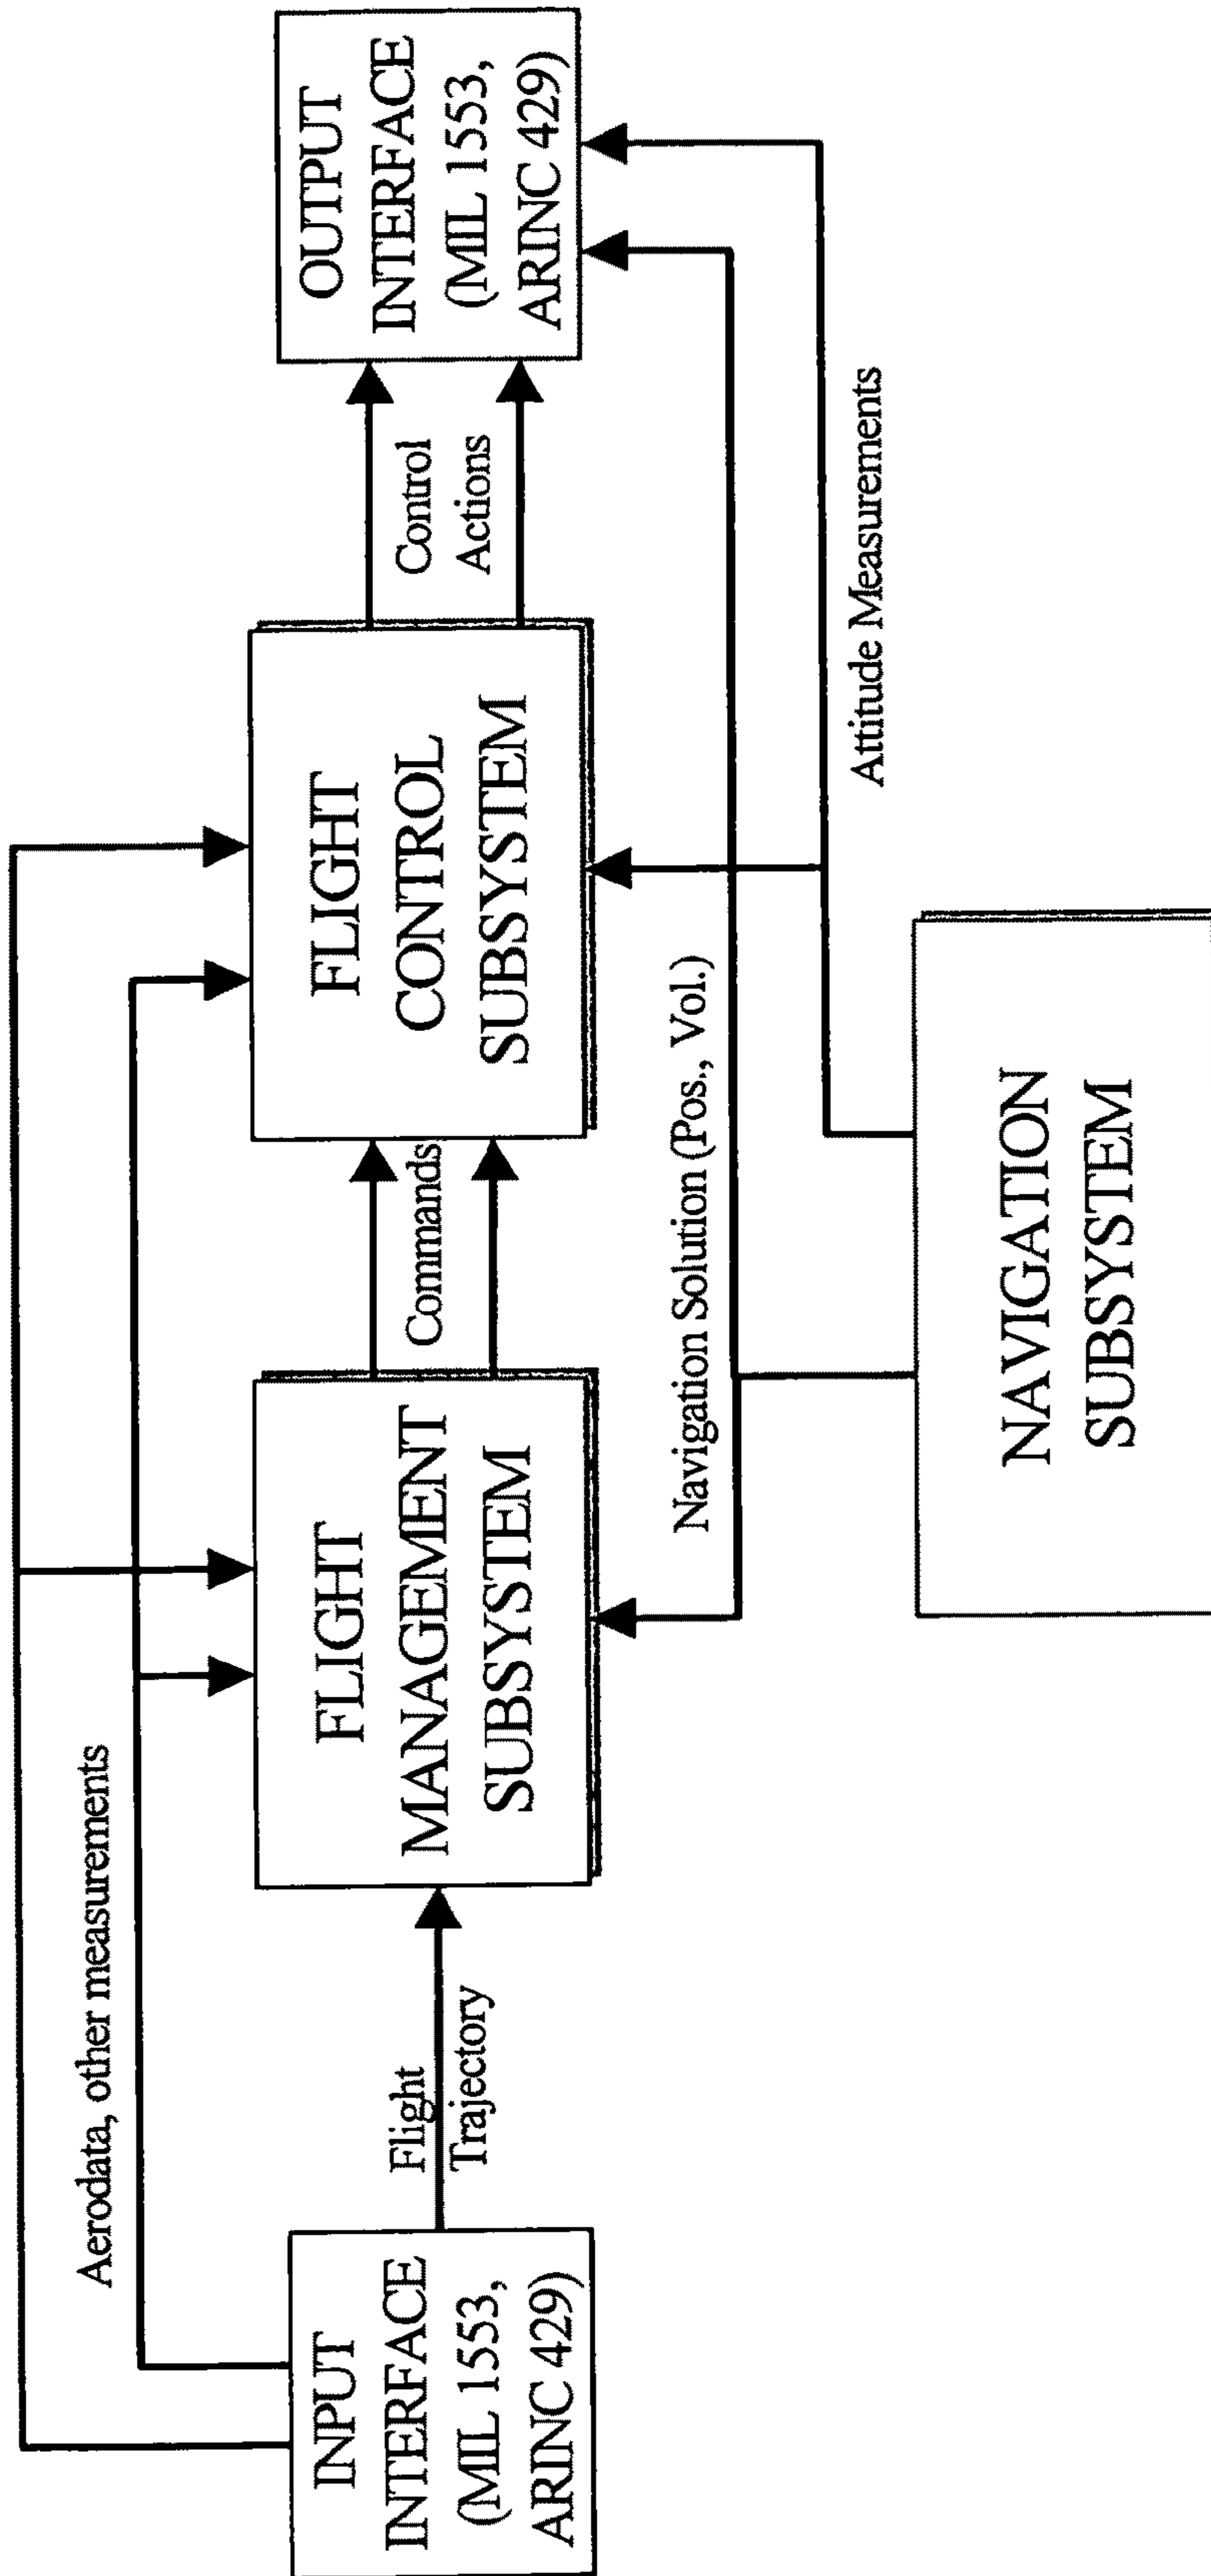 Aerodata, other measurements
INPUT
INTERFACE
(MIL 1553,
ARINC 429)
Flight
Trajectory
FLIGHT
MANAGEMENT
SUBSYSTEM
Commands
FLIGHT
CONTROL
SUBSYSTEM
Control
Actions
OUTPUT
INTERFACE
(MIL 1553,
ARINC 429)
Navigation Solution (Pos., Vol.)
Attitude Measurements
NAVIGATION
SUBSYSTEM